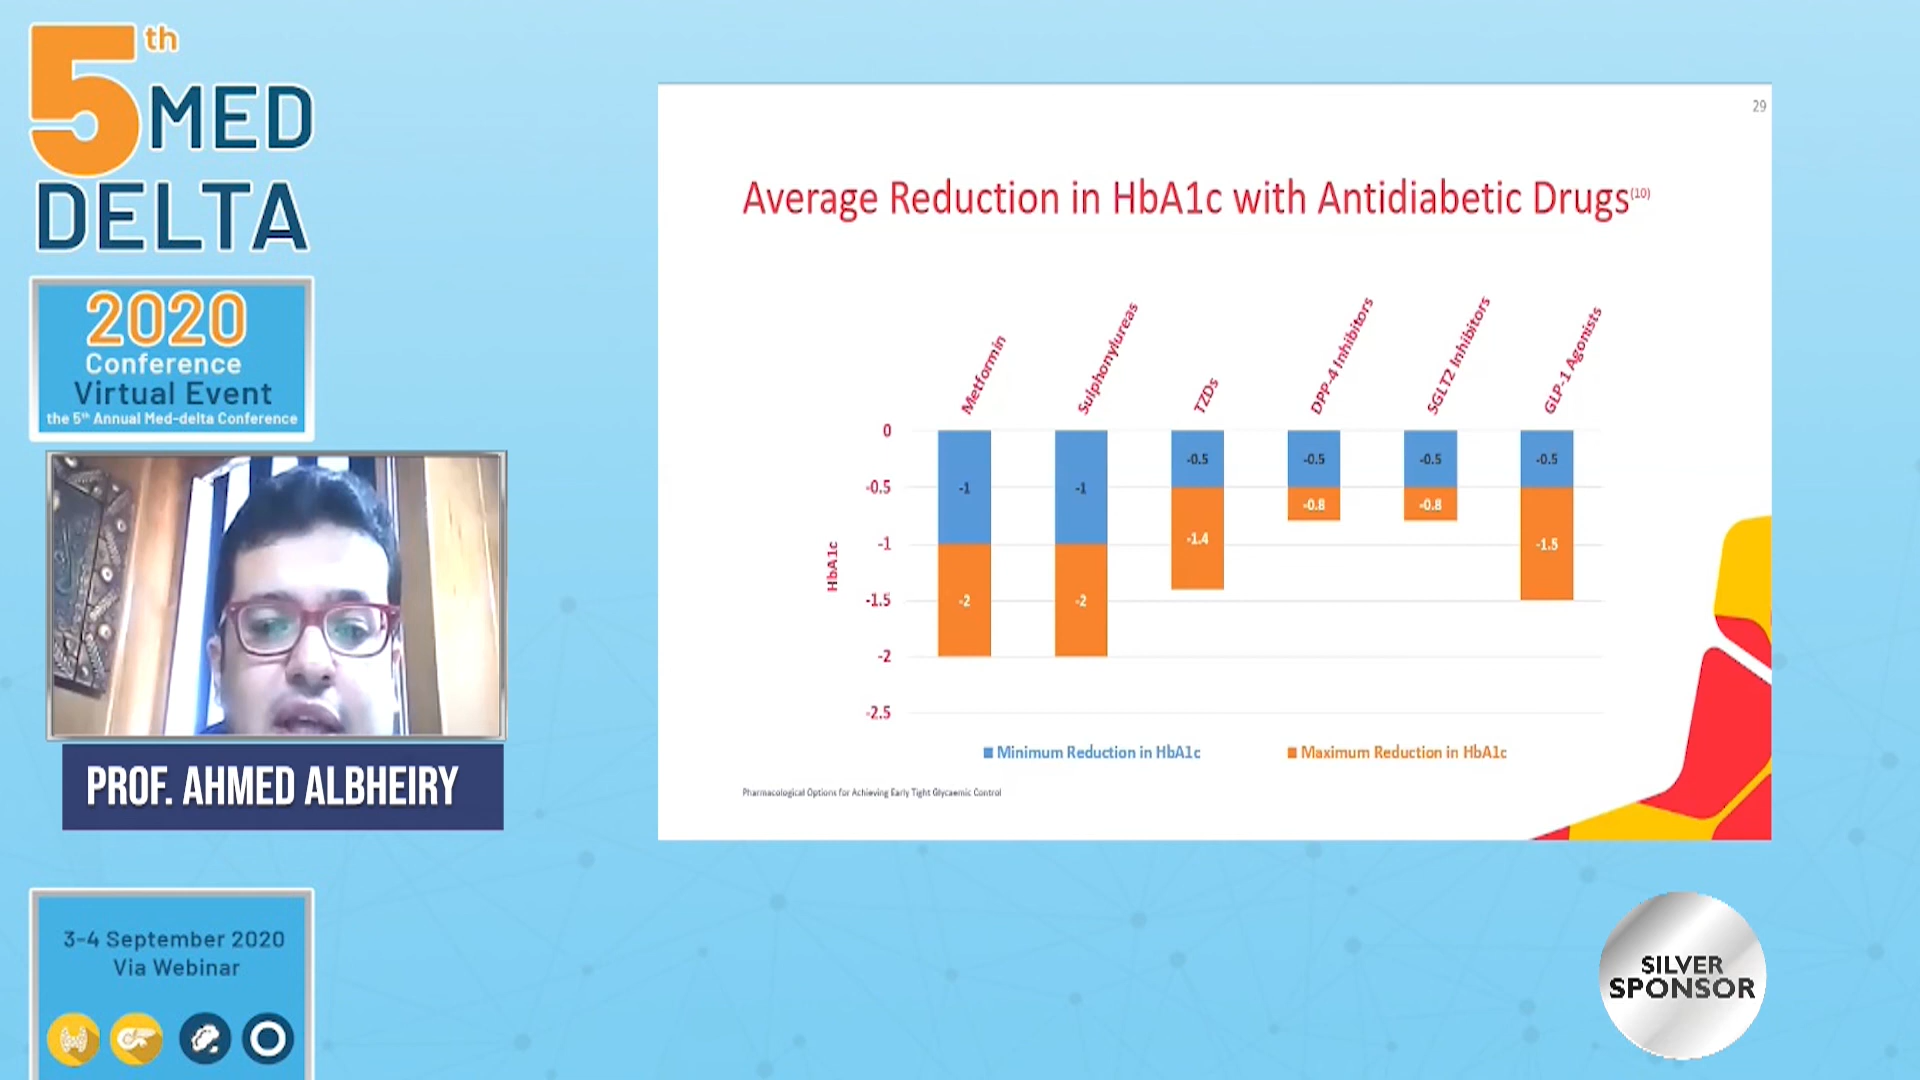 5th MED
DELTA
2020
Conference
Virtual Event
the 5th Annual Med-delta Conference
PROF. AHMED ALBHEIRY
3-4 September 2020
Via Webinar
29
Average Reduction in HbA1c with Antidiabetic Drugs(10)
Metformin
Sulphonylureas
TZDs
DPP-4 Inhibitors
SGLT2 Inhibitors
GLP-1 Agonists
HbA1c
0
-0.5
-1
-1.5
-2
-2.5
-1
-1
-0.5
-0.5
-0.5
-0.5
-2
-2
-1.4
-0.8
-0.8
-1.5
Minimum Reduction in HbA1c
Maximum Reduction in HbA1c
Pharmacological Options for Achieving Early Tight Glycaemic Control
SILVER
SPONSOR